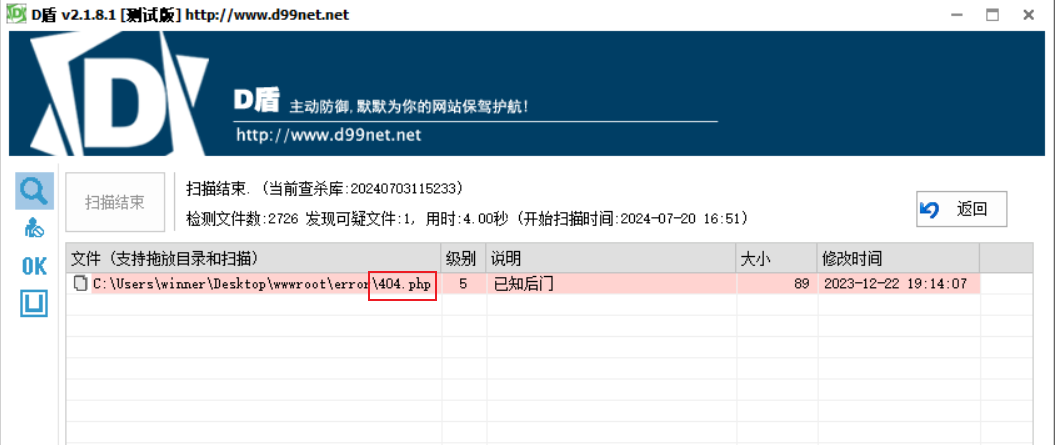 D盾 v2.1.8.1 [测试版] http://www.d99net.net
D
D盾 主动防御,默默为你的网站保驾护航!
http://www.d99net.net
扫描结束
扫描结束. (当前查杀库:20240703115233)
检测文件数:2726 发现可疑文件:1, 用时:4.00秒 (开始扫描时间:2024-07-20 16:51)
返回
OK
文件 (支持拖放目录和扫描) 级别 说明 大小 修改时间
C:\Users\winner\Desktop\wwwroot\error\404.php 5 已知后门 89 2023-12-22 19:14:07